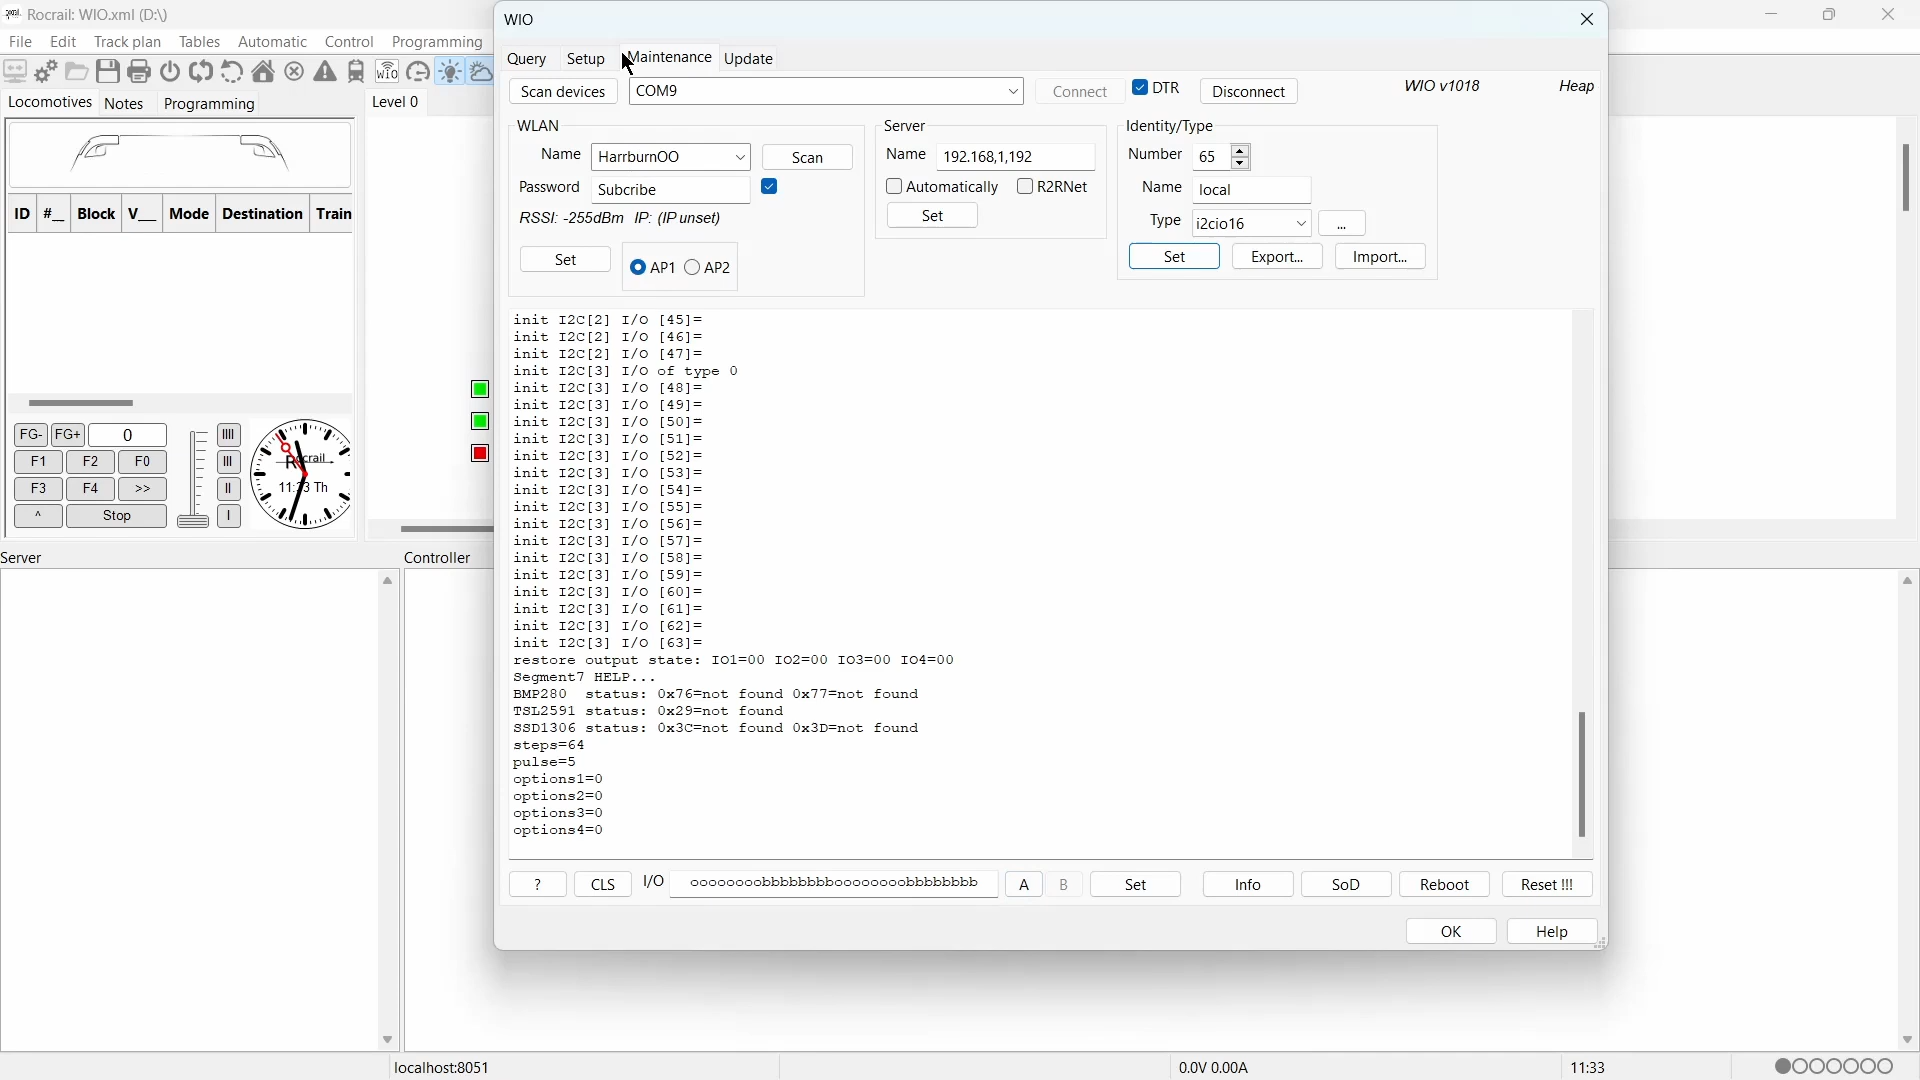 Rocrail: WIO.xml (D:\)
File Edit Track plan Tables Automatic Control Programming
WIO
Locomotives Notes Programming
Level 0
ID #__ Block V__ Mode Destination Train
FG- FG+ 0 IIII
F1 F2 F0 III
F3 F4 >> II
^ Stop I
Rocrail
Th
Server
Controller
WIO
Query Setup Maintenance Update
Scan devices COM9 Connect DTR Disconnect WIO v1018 Heap
WLAN
Name HarrburnOO Scan
Password Subcribe
RSSI: -255dBm IP: (IP unset)
Set AP1 AP2
Server
Name 192.168,1,192
Automatically R2RNet
Set
Identity/Type
Number 65
Name local
Type i2cio16 ...
Set Export... Import...
init I2C[2] I/O [45]=
init I2C[2] I/O [46]=
init I2C[2] I/O [47]=
init I2C[3] I/O of type 0
init I2C[3] I/O [48]=
init I2C[3] I/O [49]=
init I2C[3] I/O [50]=
init I2C[3] I/O [51]=
init I2C[3] I/O [52]=
init I2C[3] I/O [53]=
init I2C[3] I/O [54]=
init I2C[3] I/O [55]=
init I2C[3] I/O [56]=
init I2C[3] I/O [57]=
init I2C[3] I/O [58]=
init I2C[3] I/O [59]=
init I2C[3] I/O [60]=
init I2C[3] I/O [61]=
init I2C[3] I/O [62]=
init I2C[3] I/O [63]=
restore output state: IO1=00 IO2=00 IO3=00 IO4=00
Segment7 HELP...
BMP280 status: 0x76=not found 0x77=not found
TSL2591 status: 0x29=not found
SSD1306 status: 0x3C=not found 0x3D=not found
steps=64
pulse=5
options1=0
options2=0
options3=0
options4=0
? CLS I/O oooooooobbbbbbbboooooooobbbbbbbb A B Set Info SoD Reboot Reset !!!
OK Help
localhost:8051 0.0V 0.00A 11:33